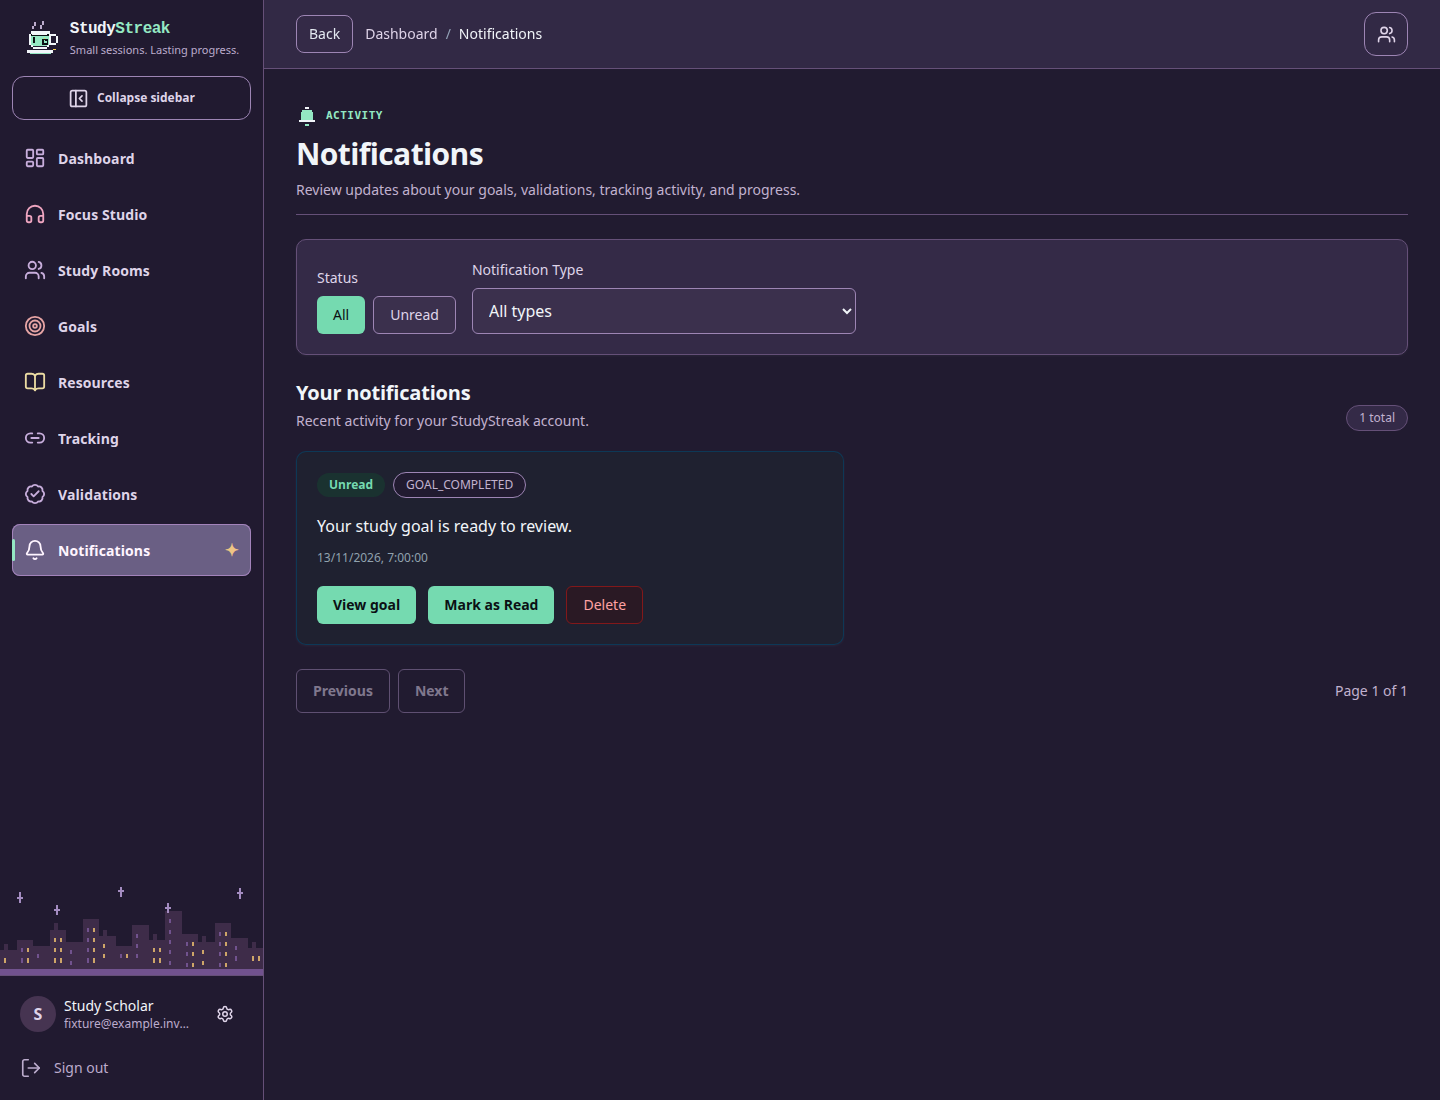 StudyStreak
Small sessions. Lasting progress.
Collapse sidebar
Dashboard
Focus Studio
Study Rooms
Goals
Resources
Tracking
Validations
Notifications
S
Study Scholar
fixture@example.inv...
Sign out
Back
Dashboard / Notifications
ACTIVITY
Notifications
Review updates about your goals, validations, tracking activity, and progress.
Status
All
Unread
Notification Type
All types
Your notifications
Recent activity for your StudyStreak account.
1 total
Unread
GOAL_COMPLETED
Your study goal is ready to review.
13/11/2026, 7:00:00
View goal
Mark as Read
Delete
Previous
Next
Page 1 of 1